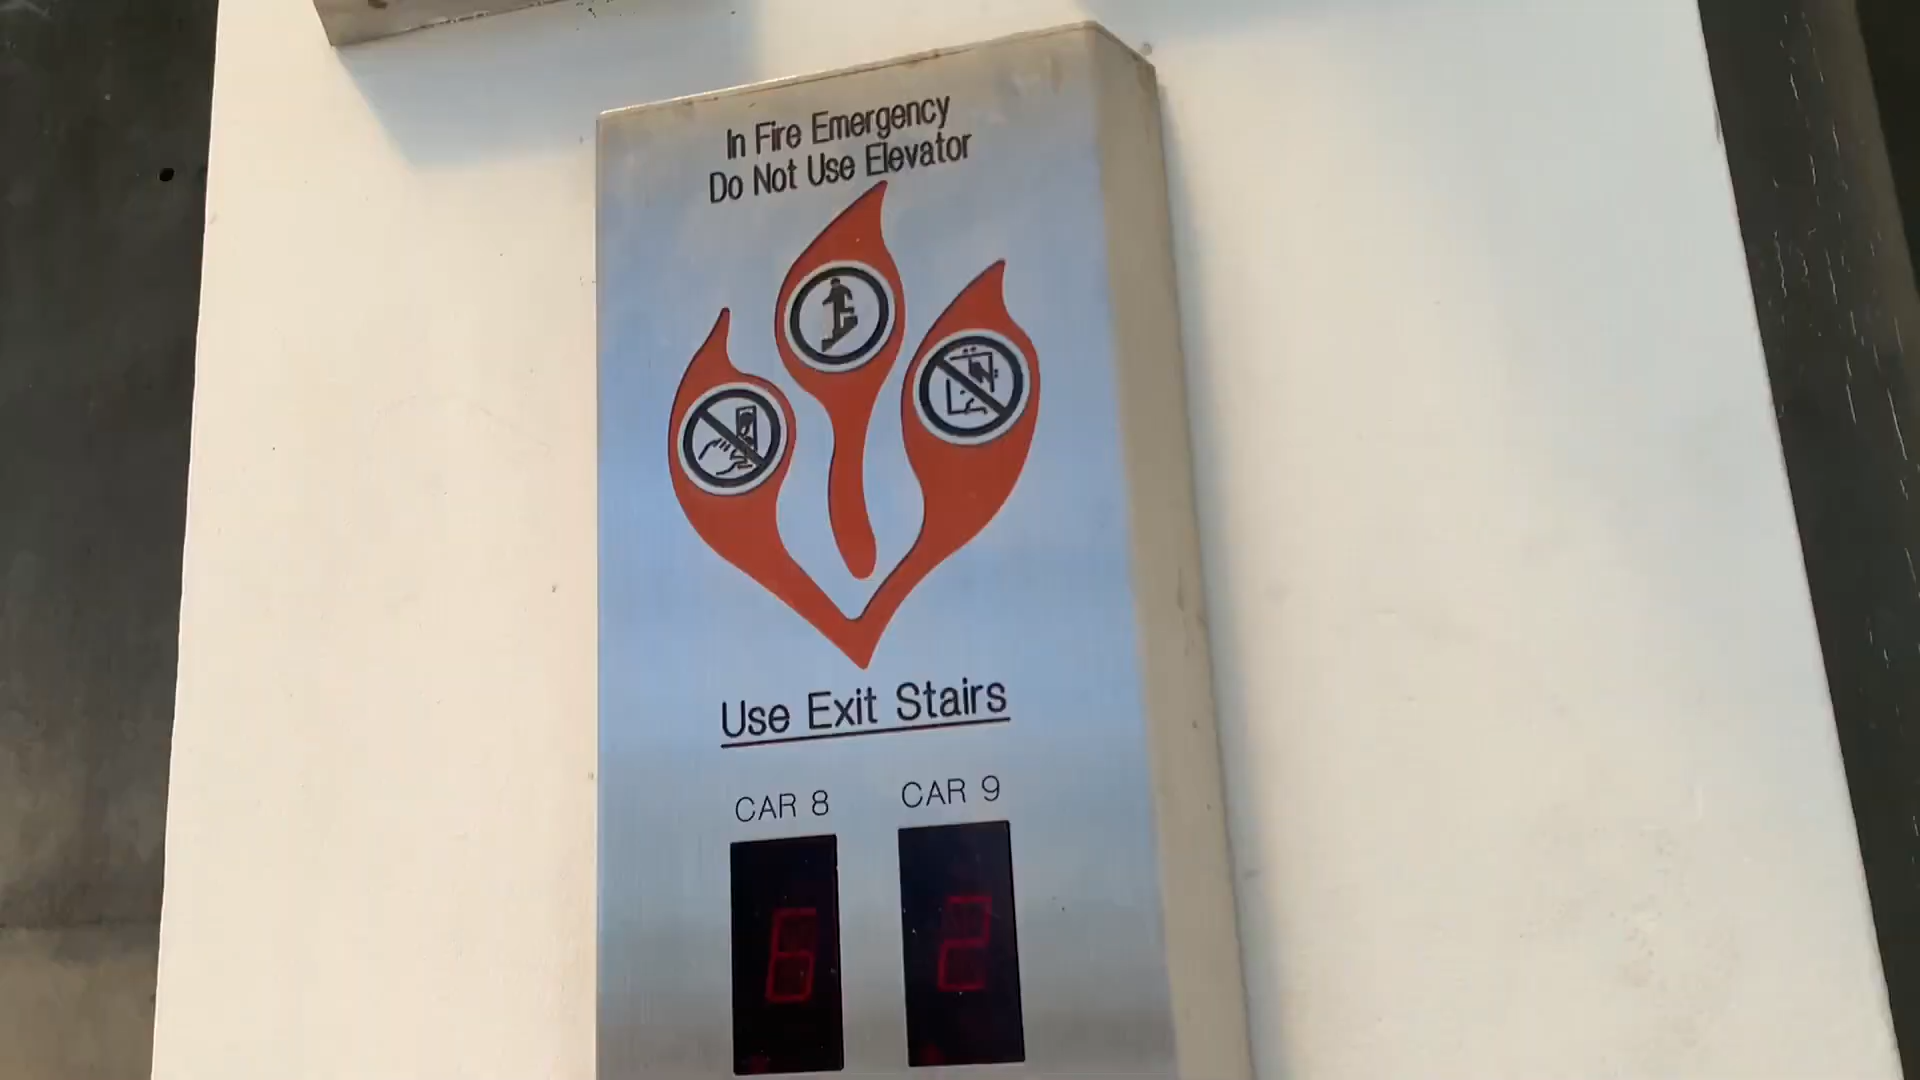 In Fire Emergency
Do Not Use Elevator
Use Exit Stairs
CAR 8 CAR 9
6 2